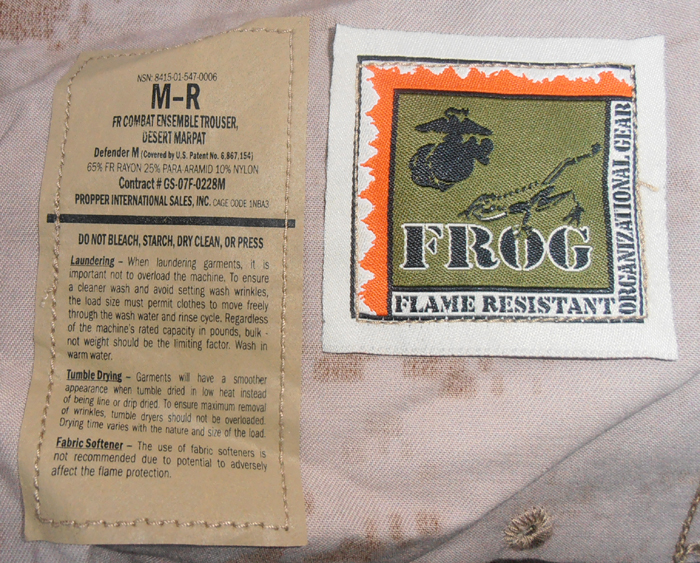 NSN: 8415-01-547-0006
M-R
FR COMBAT ENSEMBLE TROUSER,
DESERT MARPAT
Defender M (Covered by U.S. Patent No. 6,867,154)
65% FR RAYON 25% PARA ARAMID 10% NYLON
Contract # GS-07F-0228M
PROPPER INTERNATIONAL SALES, INC. CAGE CODE 1NBA3
DO NOT BLEACH, STARCH, DRY CLEAN, OR PRESS
Laundering – When laundering garments, it is
important not to overload the machine. To ensure
a cleaner wash and avoid setting wash wrinkles,
the load size must permit clothes to move freely
through the wash water and rinse cycle. Regardless
of the machine's rated capacity in pounds, bulk -
not weight should be the limiting factor. Wash in
warm water.
Tumble Drying – Garments will have a smoother
appearance when tumble dried in low heat instead
of being line or drip dried. To ensure maximum removal
of wrinkles, tumble dryers should not be overloaded.
Drying time varies with the nature and size of the load.
Fabric Softener – The use of fabric softeners is
not recommended due to potential to adversely
affect the flame protection.
FROG
FLAME RESISTANT
ORGANIZATIONAL GEAR